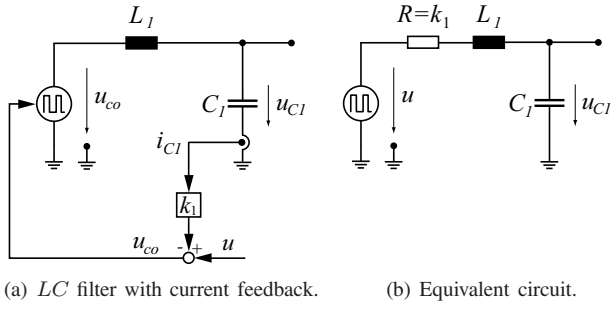 L1
uco
C1
uC1
iC1
k1
uco
- +
u
(a) LC filter with current feedback.
R=k1
L1
u
C1
uC1
(b) Equivalent circuit.